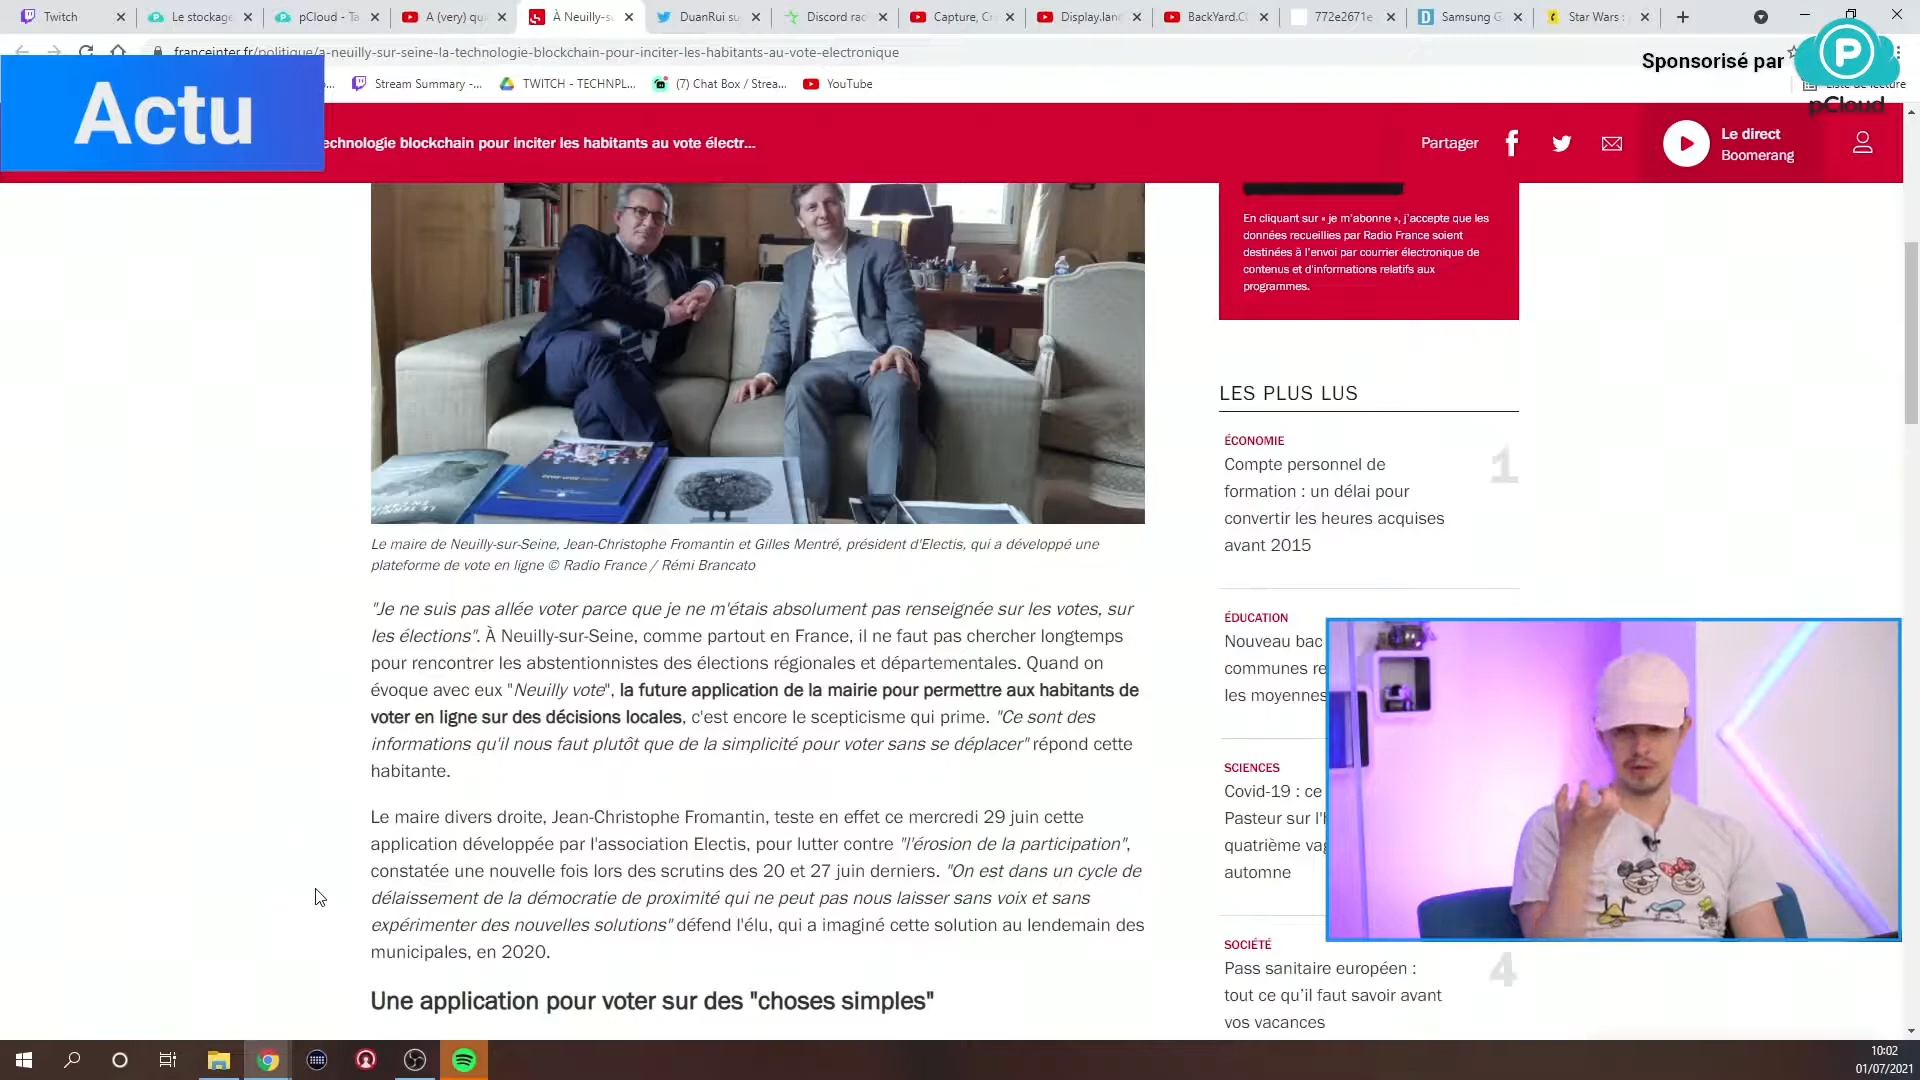 Twitch
Le stockage
pCloud - Ta
A (very) qu
À Neuilly-s
DuanRui su
Discord rac
Capture, Cr
Display.lan
BackYard.C
772e2671e
Samsung G
Star Wars :
franceinter.fr/politique/a-neuilly-sur-seine-la-technologie-blockchain-pour-inciter-les-habitants-au-vote-electronique
Sponsorisé par
pCloud
Stream Summary -...
TWITCH - TECHNPL...
(7) Chat Box / Strea...
YouTube
Liste de lecture
Actu
echnologie blockchain pour inciter les habitants au vote électr...
Partager
Le direct
Boomerang
En cliquant sur « je m'abonne », j'accepte que les
données recueillies par Radio France soient
destinées à l'envoi par courrier électronique de
contenus et d'informations relatifs aux
programmes.
Le maire de Neuilly-sur-Seine, Jean-Christophe Fromantin et Gilles Mentré, président d'Electis, qui a développé une
plateforme de vote en ligne © Radio France / Rémi Brancato
"Je ne suis pas allée voter parce que je ne m'étais absolument pas renseignée sur les votes, sur
les élections". À Neuilly-sur-Seine, comme partout en France, il ne faut pas chercher longtemps
pour rencontrer les abstentionnistes des élections régionales et départementales. Quand on
évoque avec eux "Neuilly vote", la future application de la mairie pour permettre aux habitants de
voter en ligne sur des décisions locales, c'est encore le scepticisme qui prime. "Ce sont des
informations qu'il nous faut plutôt que de la simplicité pour voter sans se déplacer" répond cette
habitante.
Le maire divers droite, Jean-Christophe Fromantin, teste en effet ce mercredi 29 juin cette
application développée par l'association Electis, pour lutter contre "l'érosion de la participation",
constatée une nouvelle fois lors des scrutins des 20 et 27 juin derniers. "On est dans un cycle de
délaissement de la démocratie de proximité qui ne peut pas nous laisser sans voix et sans
expérimenter des nouvelles solutions" défend l'élu, qui a imaginé cette solution au lendemain des
municipales, en 2020.
Une application pour voter sur des "choses simples"
LES PLUS LUS
ÉCONOMIE
Compte personnel de
formation : un délai pour
convertir les heures acquises
avant 2015
1
ÉDUCATION
Nouveau bac
communes re
les moyennes
SCIENCES
Covid-19 : ce
Pasteur sur l'h
quatrième vag
automne
SOCIÉTÉ
Pass sanitaire européen :
tout ce qu'il faut savoir avant
vos vacances
4
10:02
01/07/2021